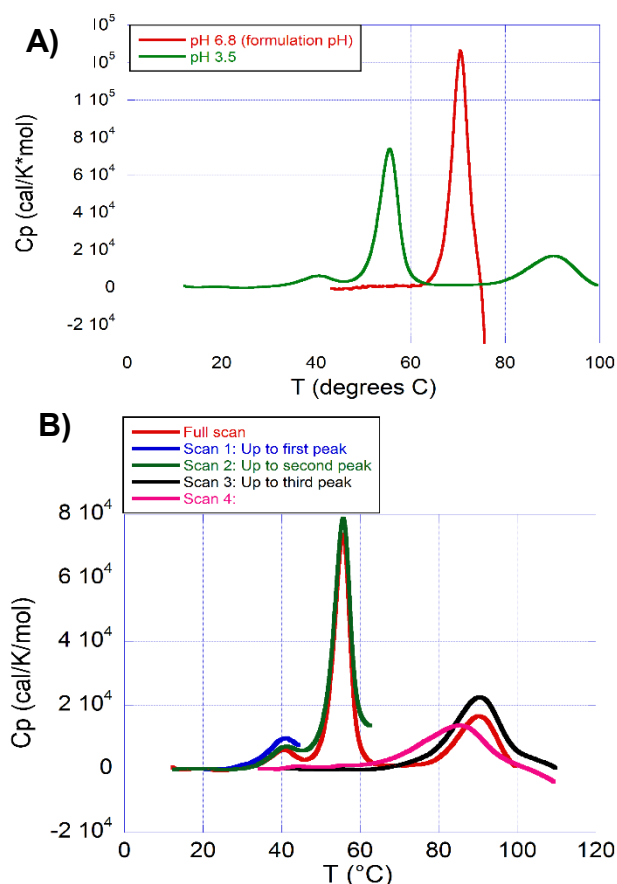 A)
pH 6.8 (formulation pH)
pH 3.5
10⁵
10⁵
1 10⁵
8 10⁴
6 10⁴
4 10⁴
2 10⁴
0
-2 10⁴
Cp (cal/K*mol)
0 20 40 60 80 100
T (degrees C)
B)
Full scan
Scan 1: Up to first peak
Scan 2: Up to second peak
Scan 3: Up to third peak
Scan 4:
8 10⁴
6 10⁴
4 10⁴
2 10⁴
0
-2 10⁴
Cp (cal/K/mol)
0 20 40 60 80 100 120
T (°C)